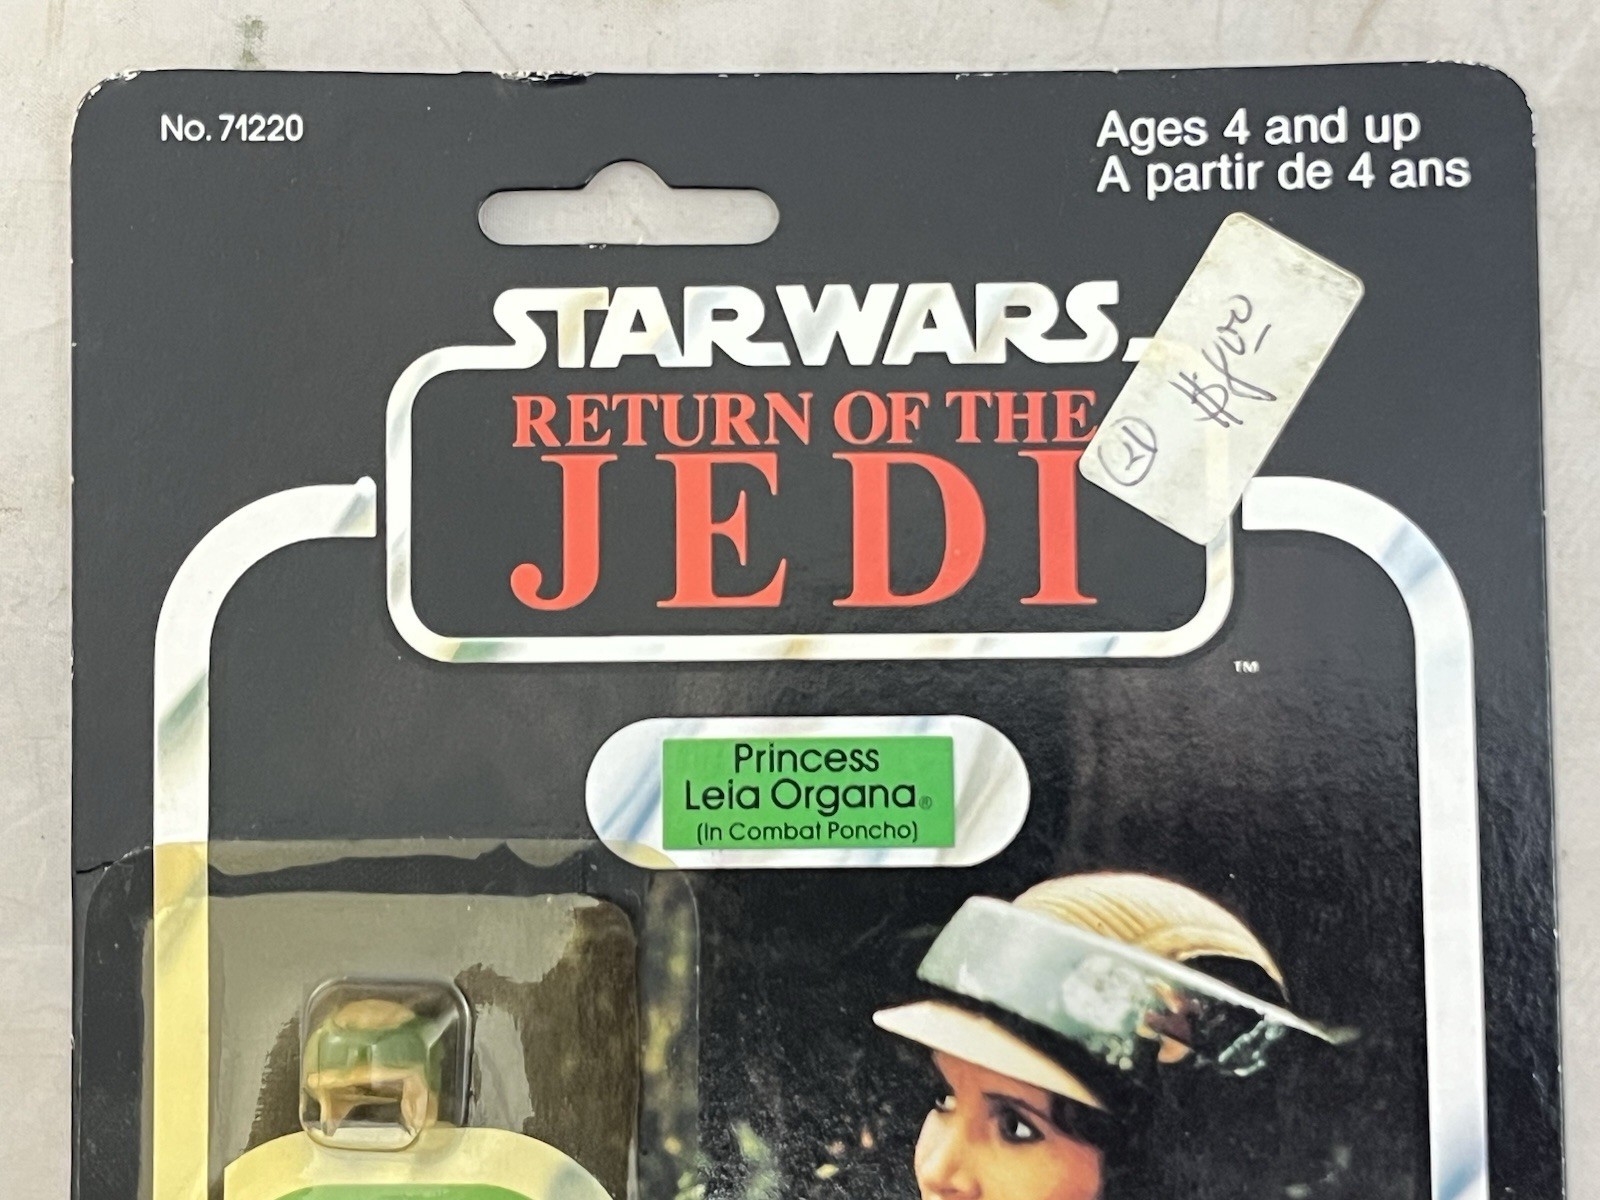 No. 71220
Ages 4 and up
A partir de 4 ans
STAR WARS
RETURN OF THE
JEDI
TM
Princess
Leia Organa®
(In Combat Poncho)